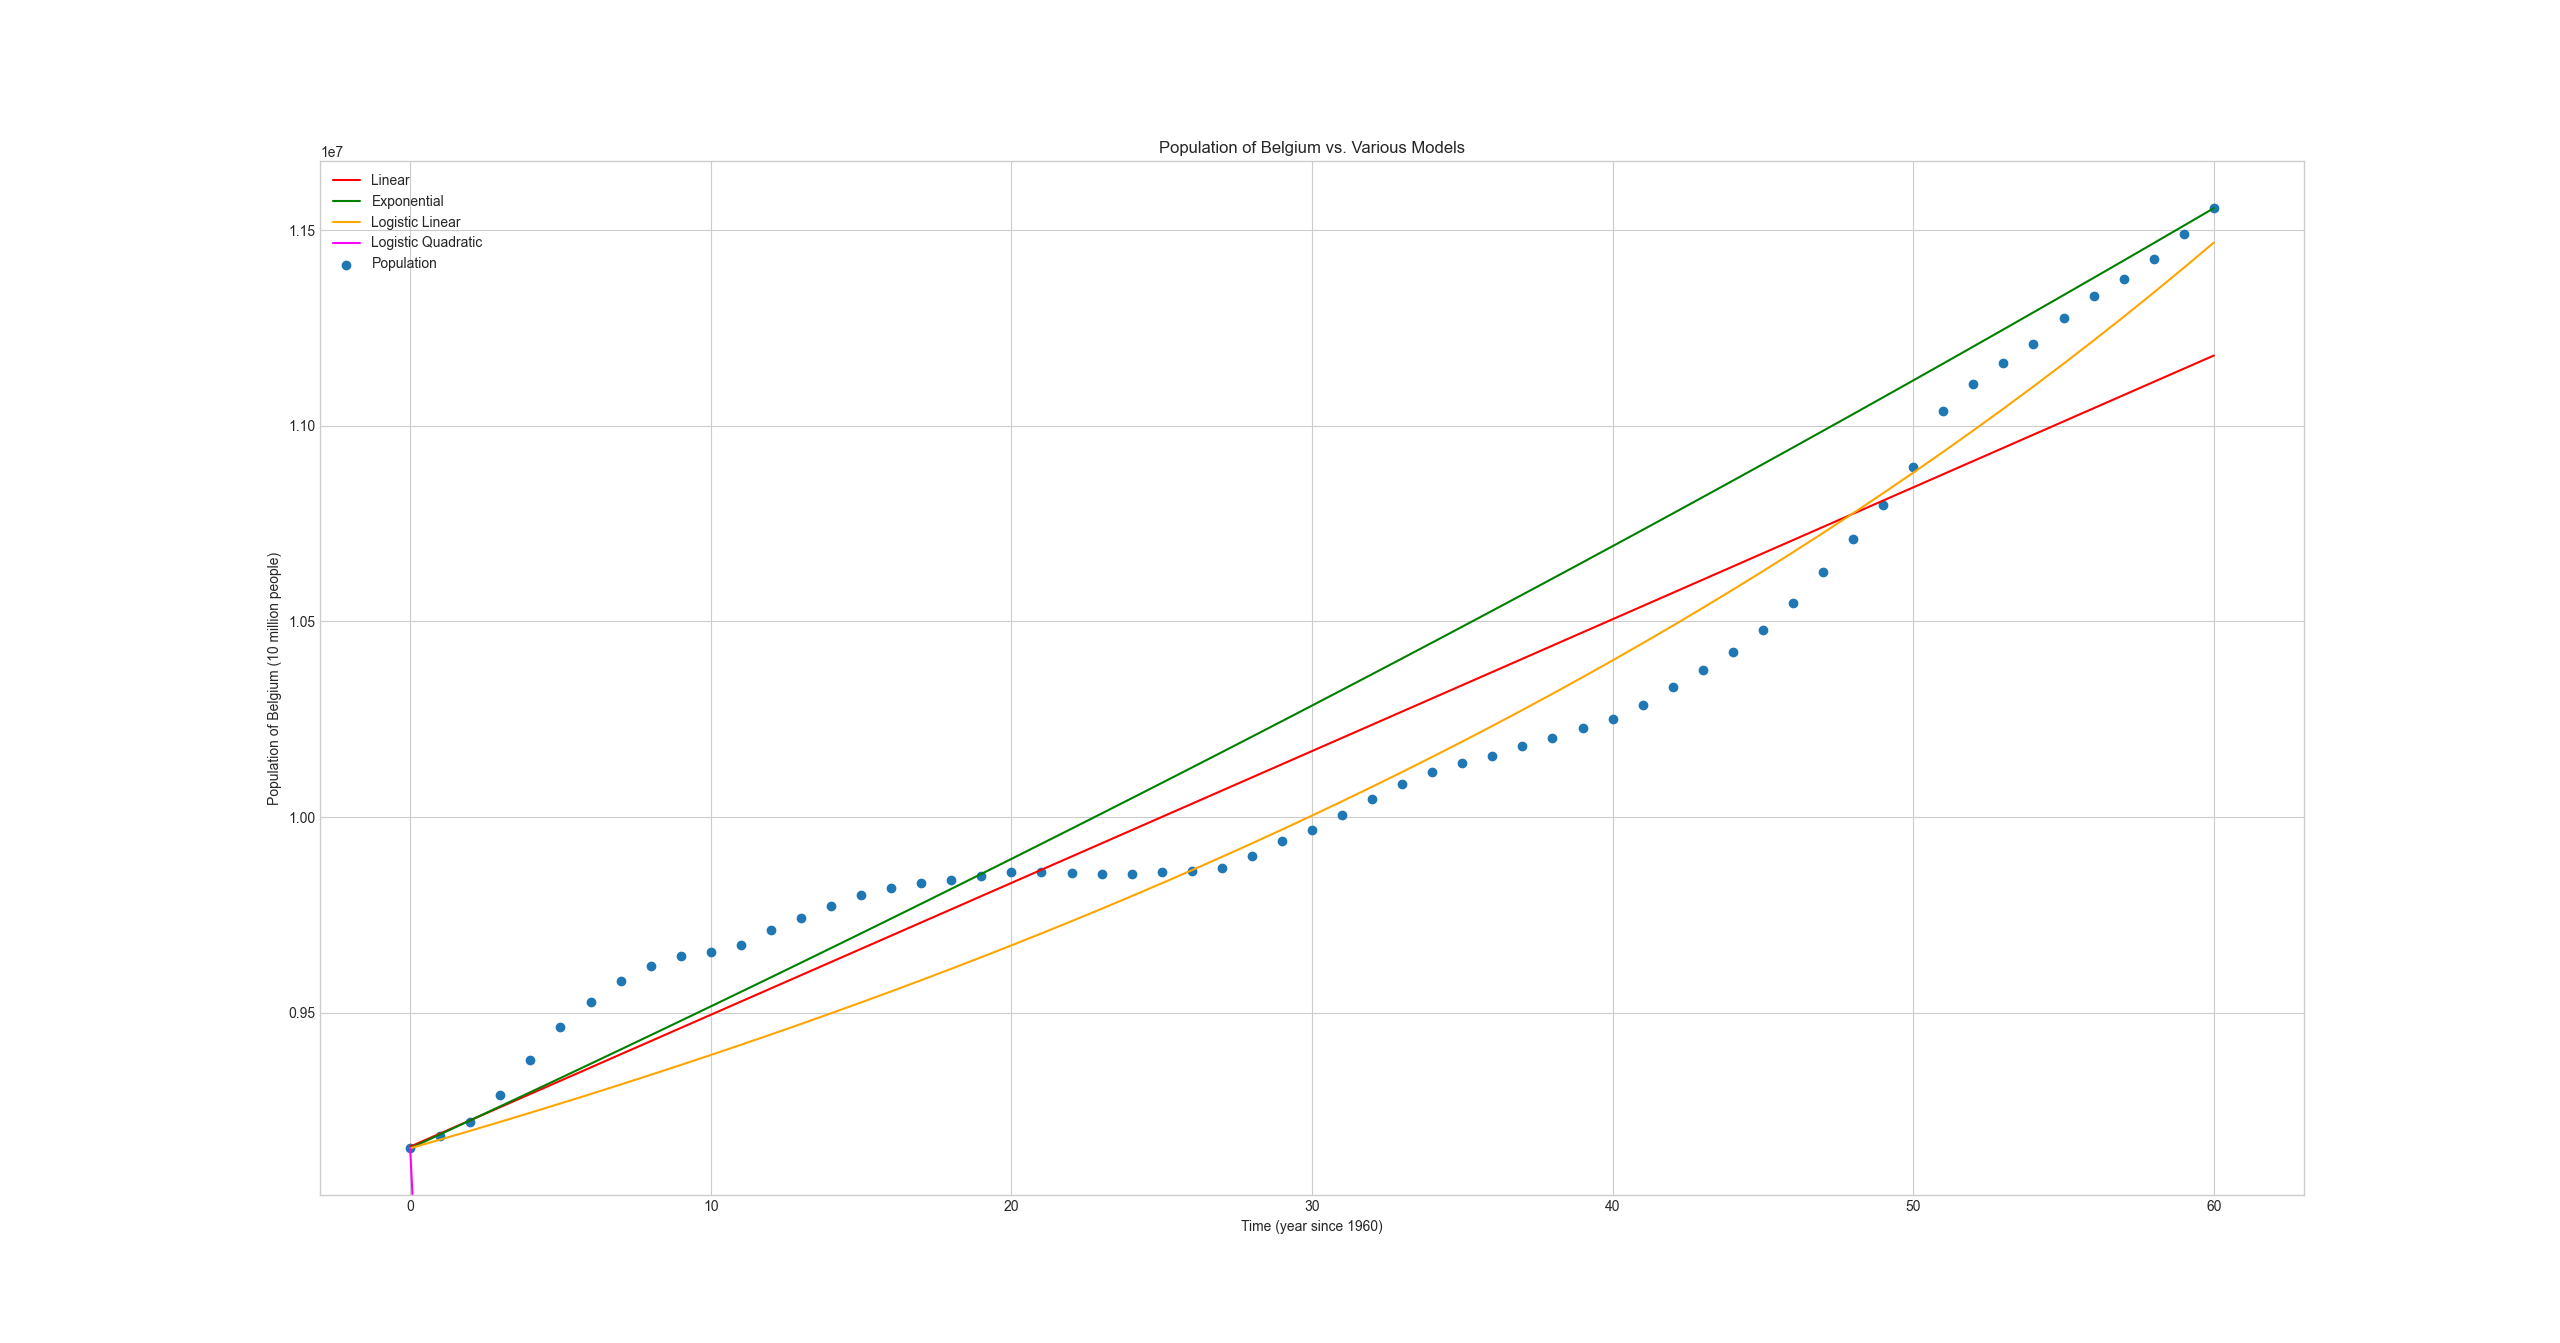 Population of Belgium vs. Various Models
1e7
Linear
Exponential
Logistic Linear
Logistic Quadratic
Population
1.15
1.10
1.05
1.00
0.95
Population of Belgium (10 million people)
0 10 20 30 40 50 60
Time (year since 1960)